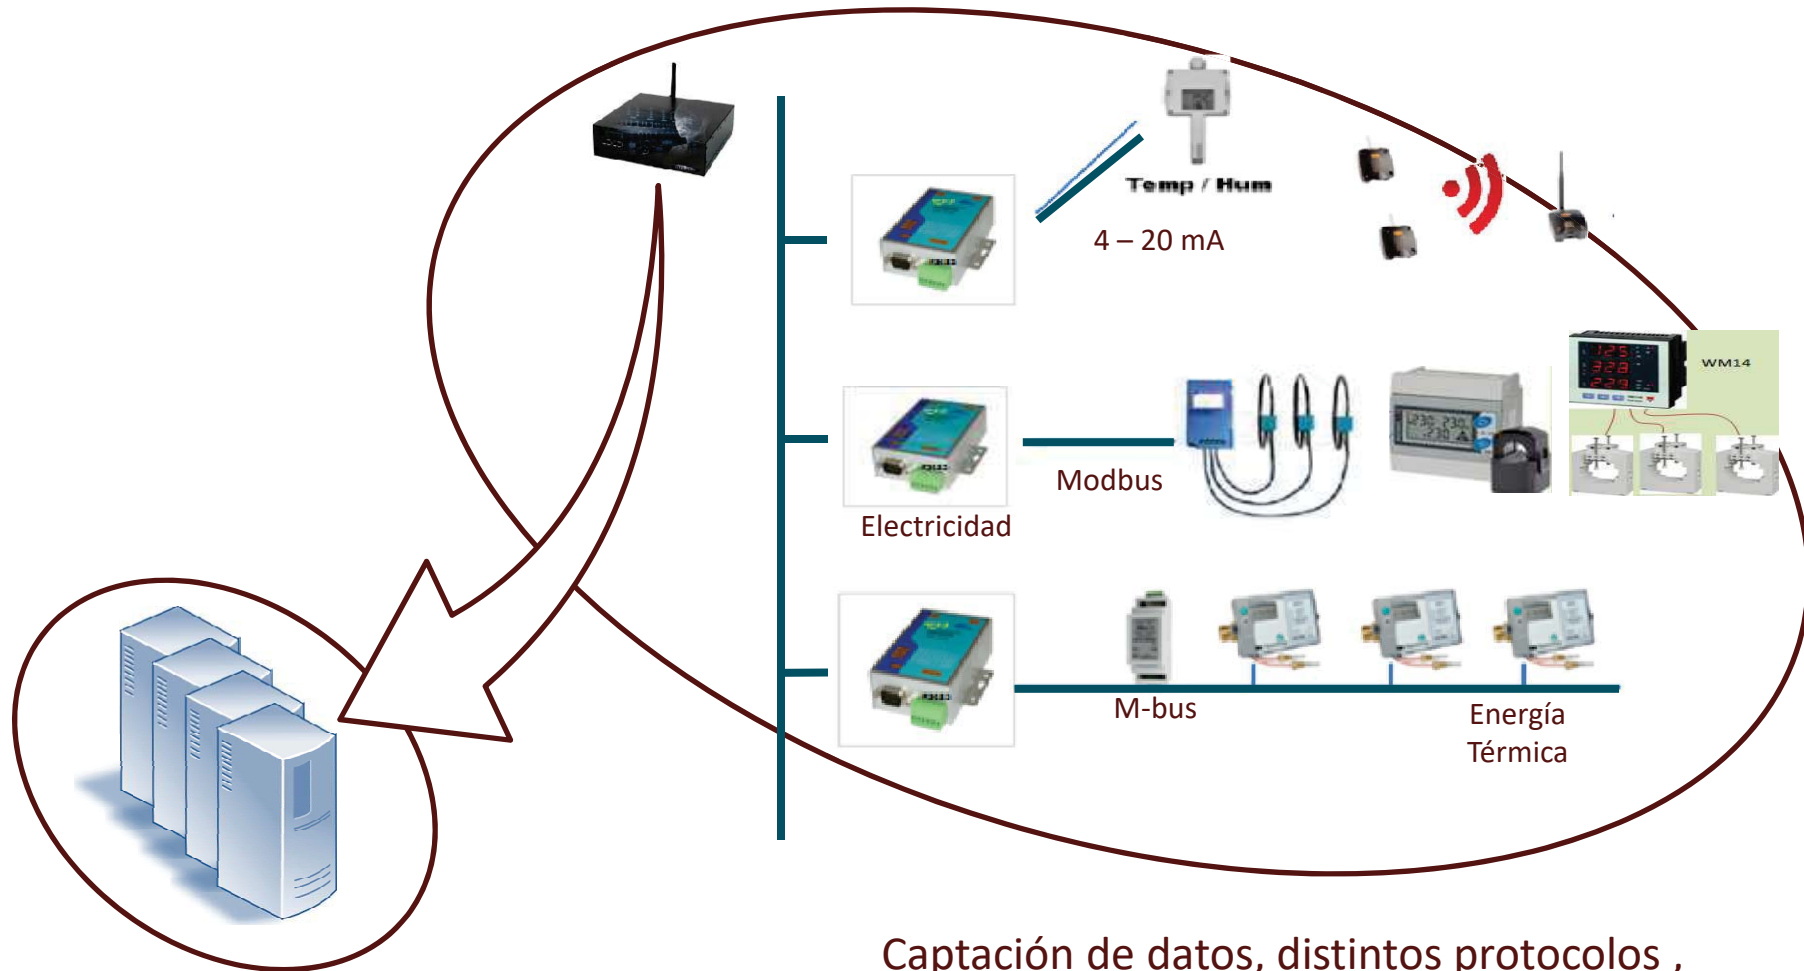 Temp / Hum
4 – 20 mA
WM14
Modbus
Electricidad
M-bus
Energía
Térmica
Captación de datos, distintos protocolos ,